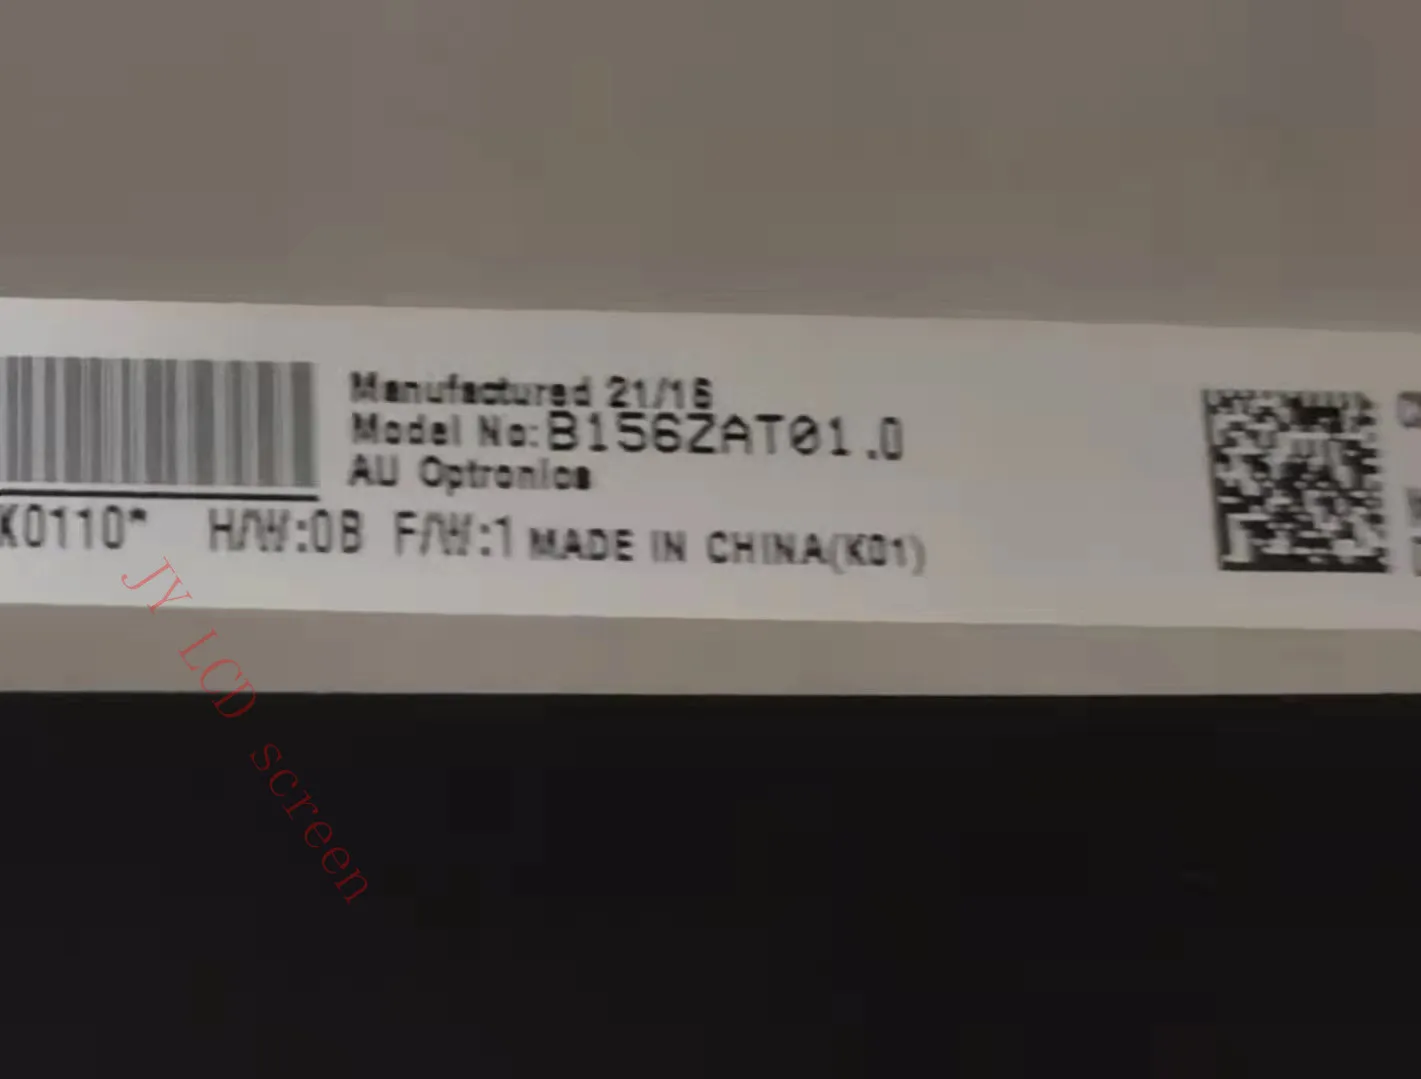 Manufactured 21/16
Model No:B156ZAT01.0
AU Optronics
K0110* H/W:0B F/W:1 MADE IN CHINA(K01)
JY LCD screen